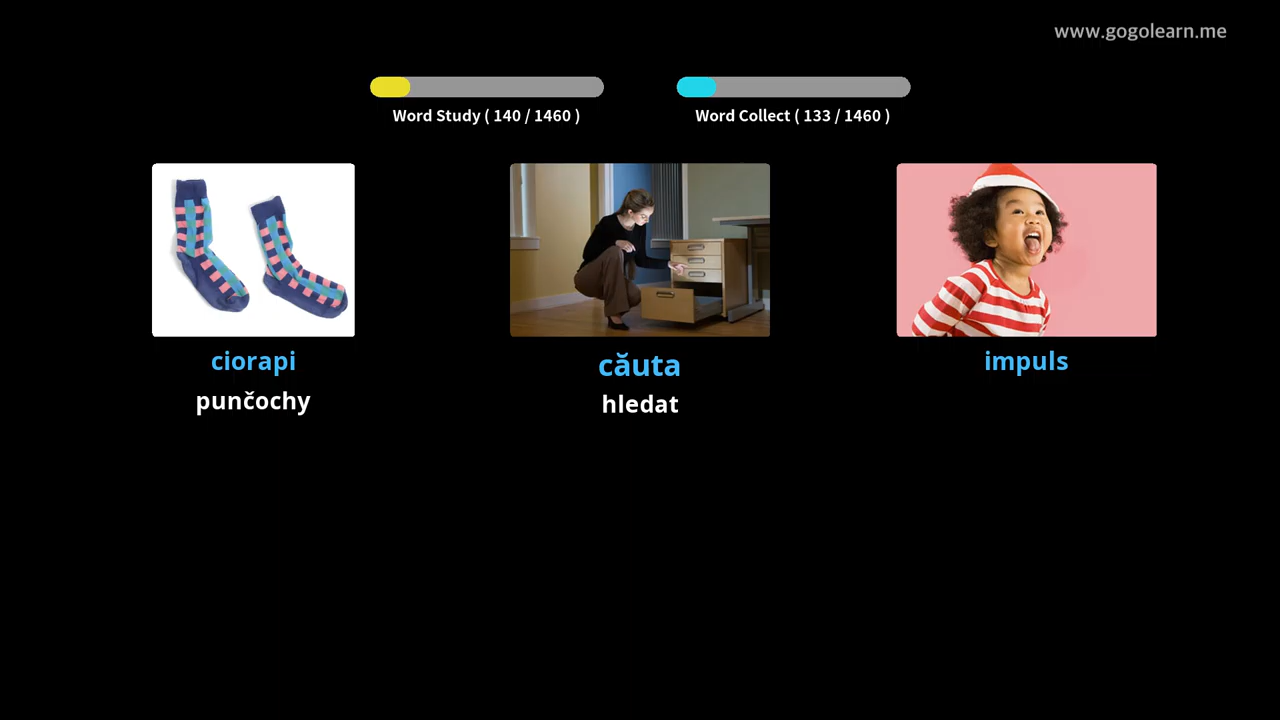 www.gogolearn.me
Word Study ( 140 / 1460 )
Word Collect ( 133 / 1460 )
ciorapi
punčochy
căuta
hledat
impuls